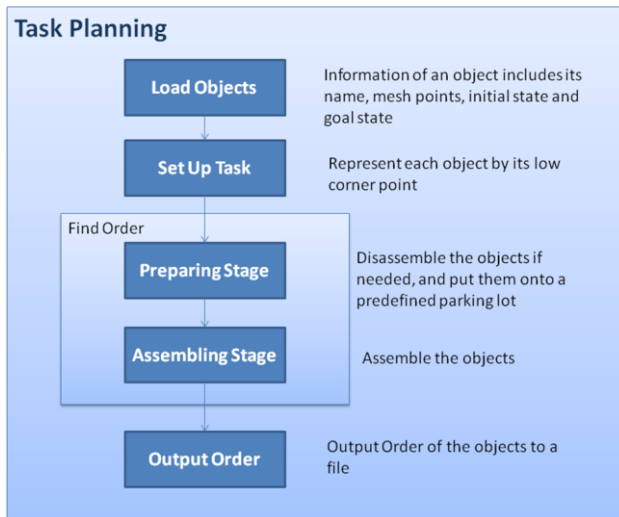 Task Planning
Load Objects
Information of an object includes its
name, mesh points, initial state and
goal state
Set Up Task
Represent each object by its low
corner point
Find Order
Preparing Stage
Disassemble the objects if
needed, and put them onto a
predefined parking lot
Assembling Stage
Assemble the objects
Output Order
Output Order of the objects to a
file